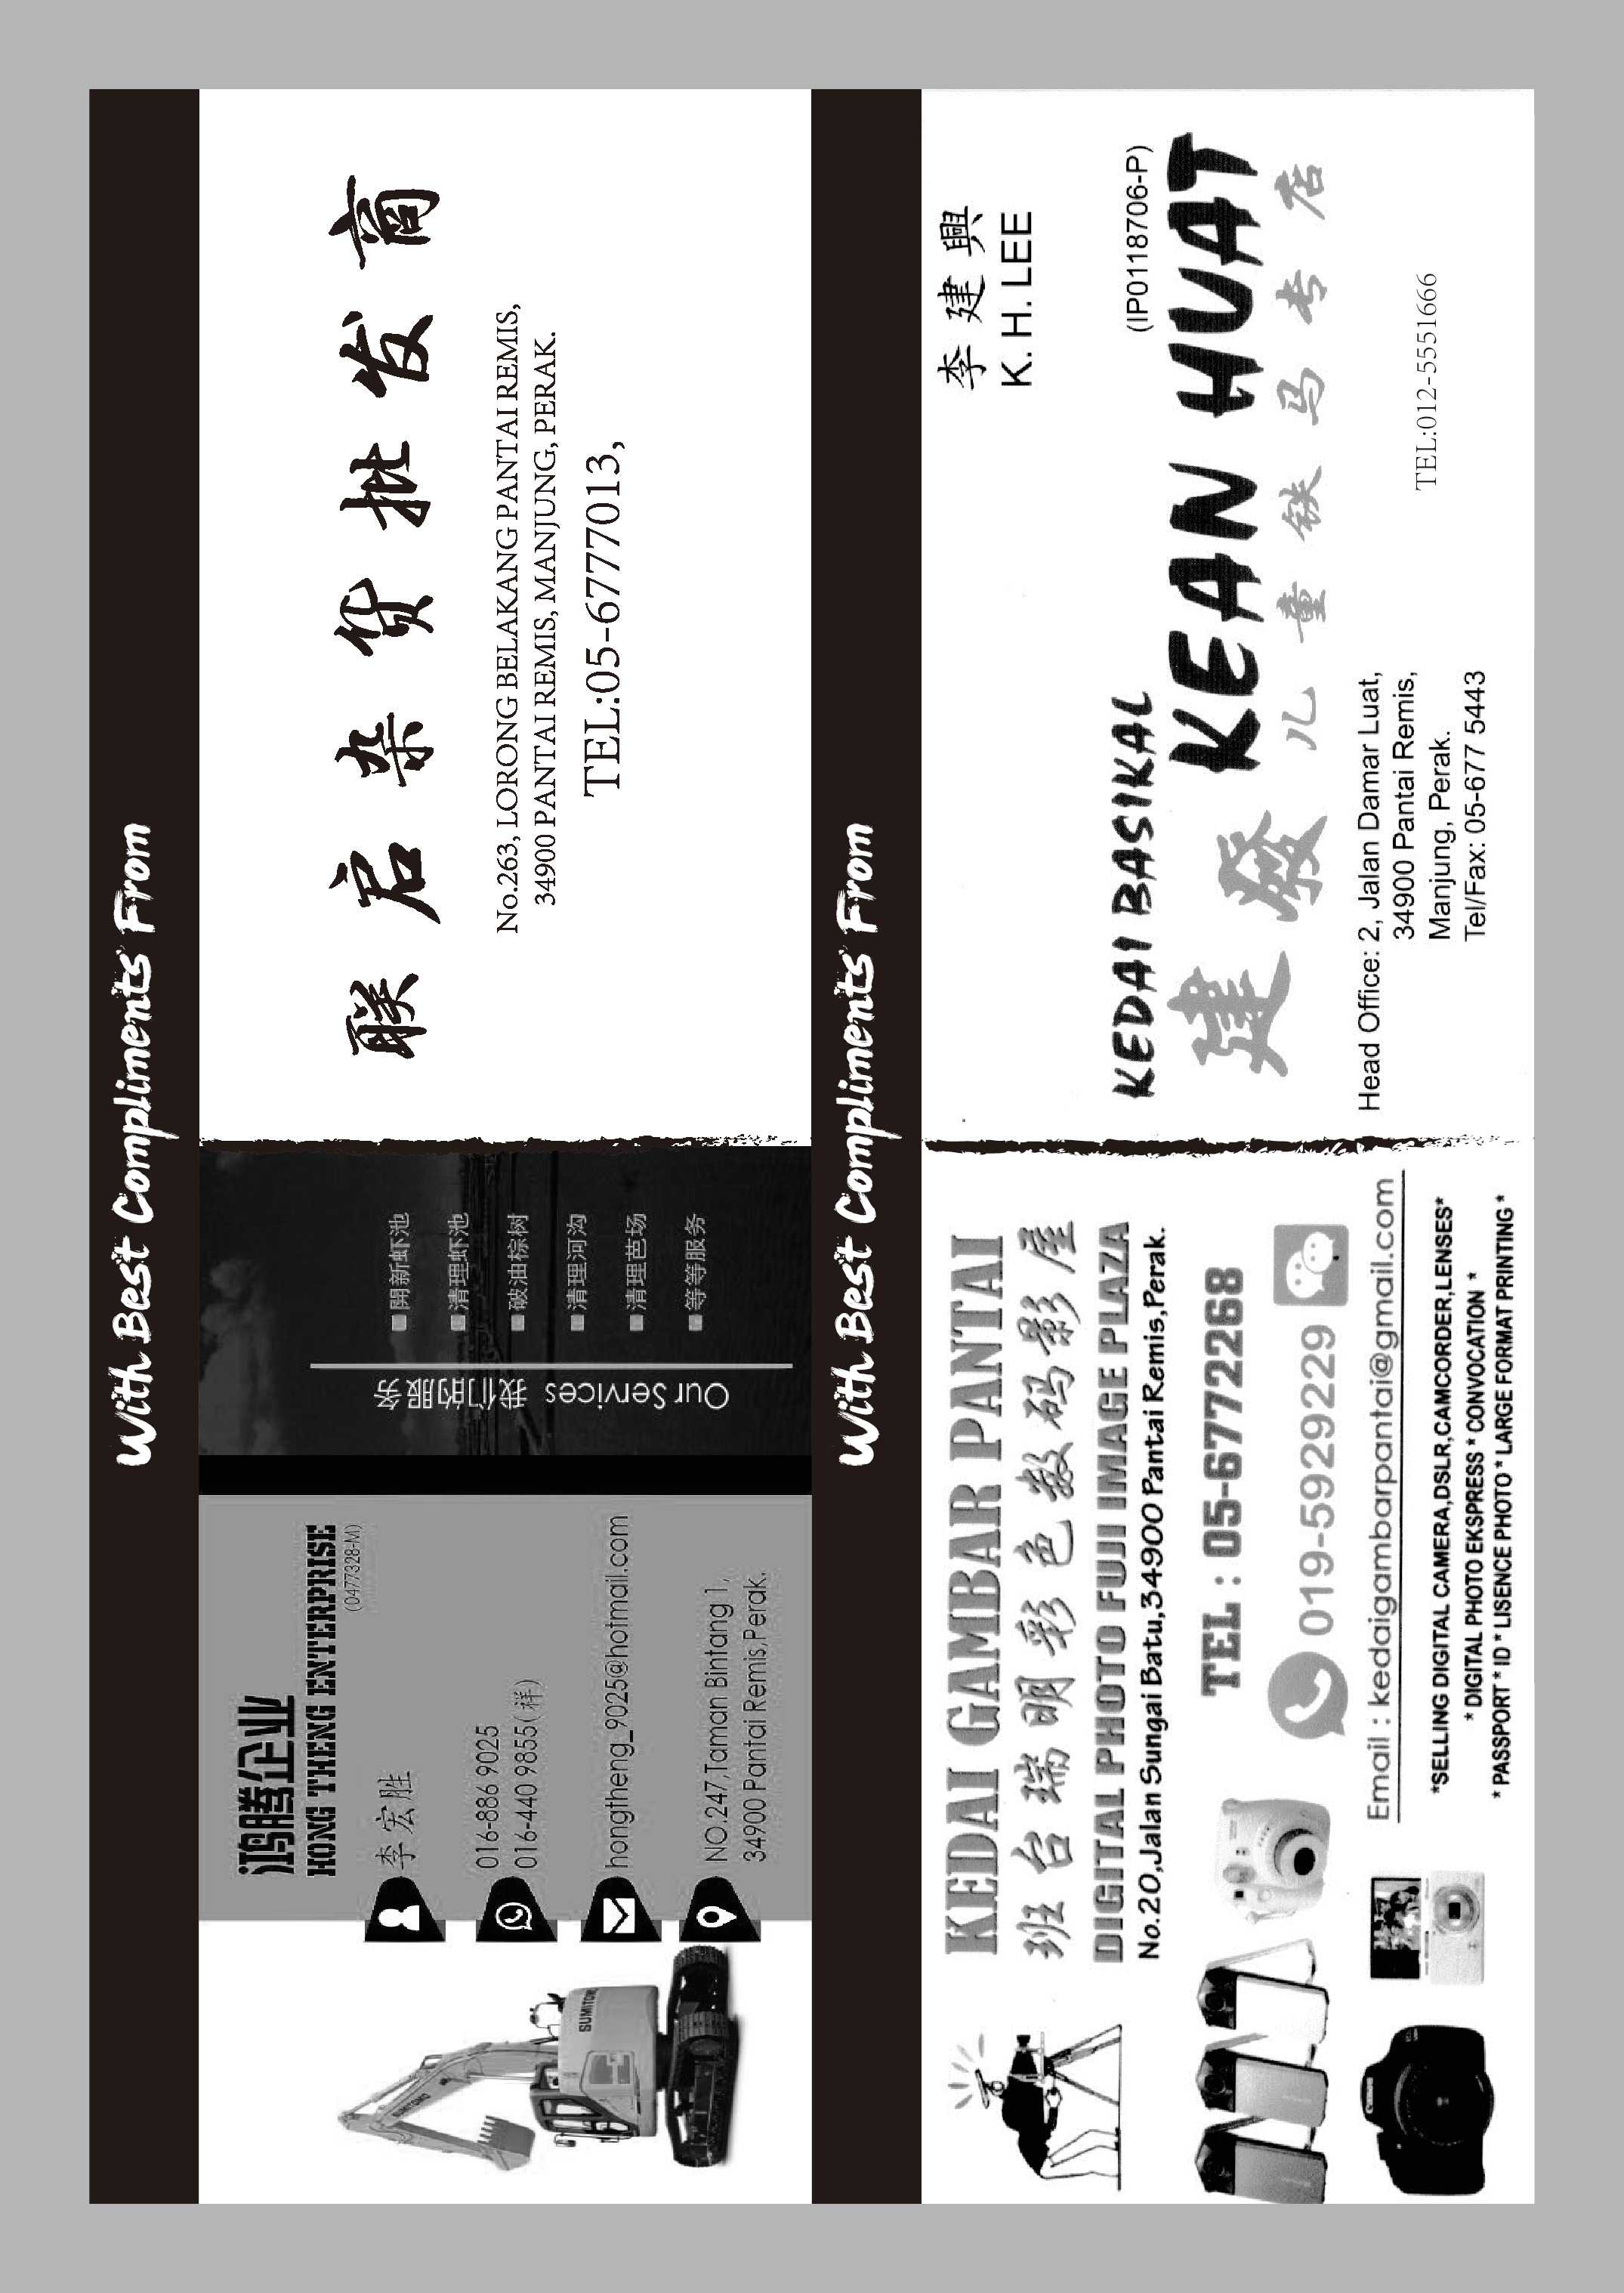 With Best Compliments From
鸿腾企业
HONG THENG ENTERPRISE
(0477328-M)
李宏胜
016-886 9025
016-440 9855(祥)
hongtheng_9025@hotmail.com
NO.247,Taman Bintang 1,
34900 Pantai Remis,Perak.
SUMITOMO
SUMITOMO
Our Services 我们的服务
開新虾池
清理虾池
破油棕树
清理河沟
清理芭场
等等服务
联启杂货批发商
No.263, LORONG BELAKANG PANTAI REMIS,
34900 PANTAI REMIS, MANJUNG, PERAK.
TEL:05-6777013,
With Best Compliments From
KEDAI GAMBAR PANTAI
班台瑞明彩色数码影屋
DIGITAL PHOTO FUJI IMAGE PLAZA
No.20,Jalan Sungai Batu,34900 Pantai Remis,Perak.
TEL : 05-6772268
019-5929229
Email : kedaigambarpantai@gmail.com
*SELLING DIGITAL CAMERA,DSLR,CAMCORDER,LENSES*
* DIGITAL PHOTO EKSPRESS * CONVOCATION *
* PASSPORT * ID * LISENCE PHOTO * LARGE FORMAT PRINTING *
Canon
李建興
K. H. LEE
(IP0118706-P)
KEDAI BASIKAL
建發 KEAN HUAT
儿童铁马专店
Head Office: 2, Jalan Damar Luat,
34900 Pantai Remis,
Manjung, Perak.
Tel/Fax: 05-677 5443
TEL:012-5551666